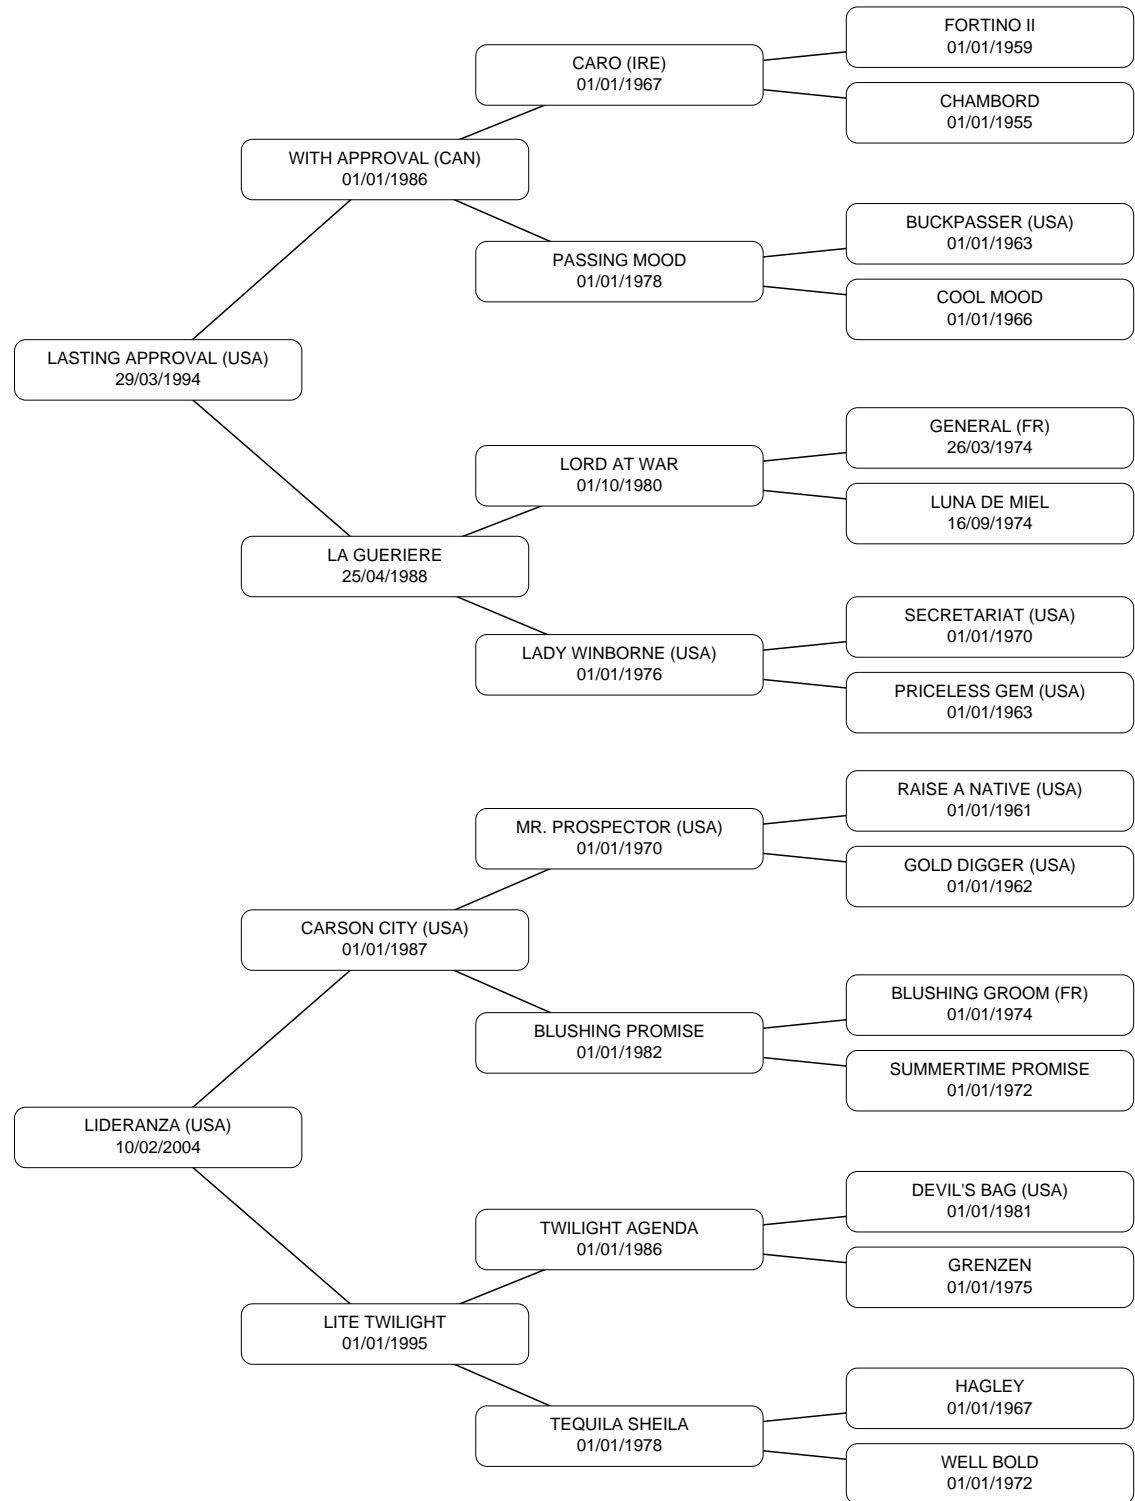 FORTINO II
01/01/1959
CARO (IRE)
01/01/1967
CHAMBORD
01/01/1955
WITH APPROVAL (CAN)
01/01/1986
BUCKPASSER (USA)
01/01/1963
PASSING MOOD
01/01/1978
COOL MOOD
01/01/1966
LASTING APPROVAL (USA)
29/03/1994
GENERAL (FR)
26/03/1974
LORD AT WAR
01/10/1980
LUNA DE MIEL
16/09/1974
LA GUERIERE
25/04/1988
SECRETARIAT (USA)
01/01/1970
LADY WINBORNE (USA)
01/01/1976
PRICELESS GEM (USA)
01/01/1963
RAISE A NATIVE (USA)
01/01/1961
MR. PROSPECTOR (USA)
01/01/1970
GOLD DIGGER (USA)
01/01/1962
CARSON CITY (USA)
01/01/1987
BLUSHING GROOM (FR)
01/01/1974
BLUSHING PROMISE
01/01/1982
SUMMERTIME PROMISE
01/01/1972
LIDERANZA (USA)
10/02/2004
DEVIL'S BAG (USA)
01/01/1981
TWILIGHT AGENDA
01/01/1986
GRENZEN
01/01/1975
LITE TWILIGHT
01/01/1995
HAGLEY
01/01/1967
TEQUILA SHEILA
01/01/1978
WELL BOLD
01/01/1972